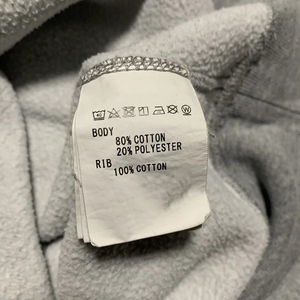 BODY
80% COTTON
20% POLYESTER
RIB
100% COTTON